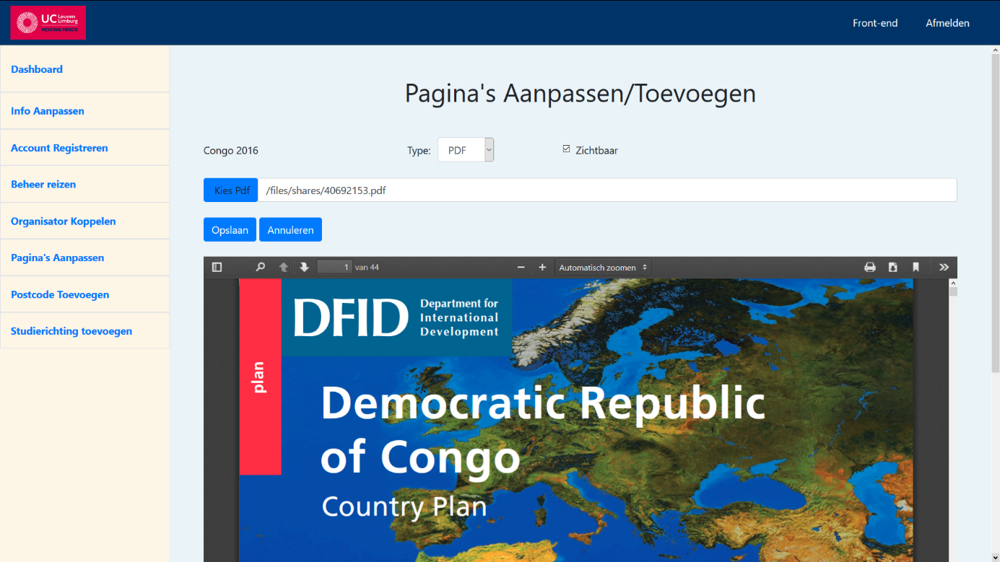 UC Leuven Limburg
MOVING MINDS
Front-end
Afmelden
Dashboard
Info Aanpassen
Account Registreren
Beheer reizen
Organisator Koppelen
Pagina's Aanpassen
Postcode Toevoegen
Studierichting toevoegen
Pagina's Aanpassen/Toevoegen
Congo 2016
Type: PDF
Zichtbaar
Kies Pdf /files/shares/40692153.pdf
Opslaan Annuleren
1 van 44
Automatisch zoomen
plan
DFID
Department for
International
Development
Democratic Republic
of Congo
Country Plan